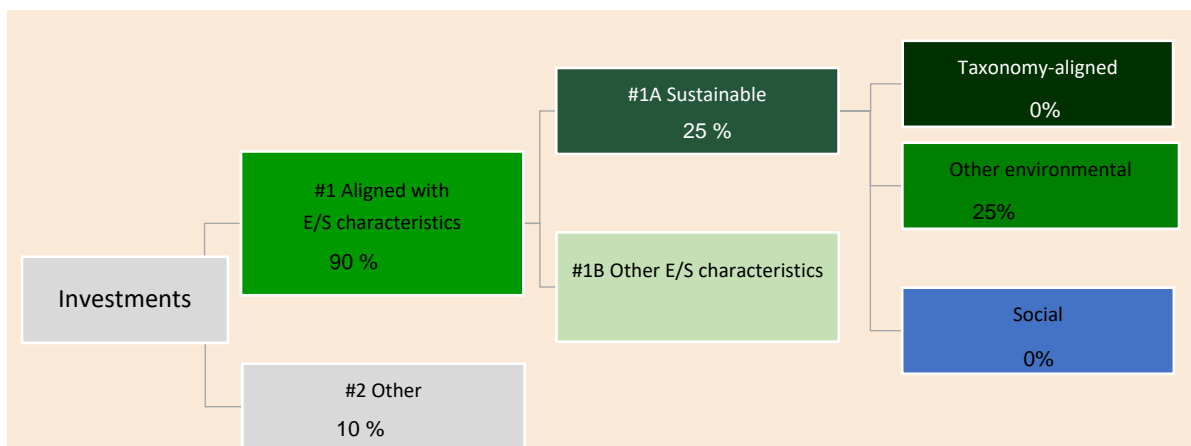 Investments
#1 Aligned with
E/S characteristics
90 %
#2 Other
10 %
#1A Sustainable
25 %
#1B Other E/S characteristics
Taxonomy-aligned
0%
Other environmental
25%
Social
0%